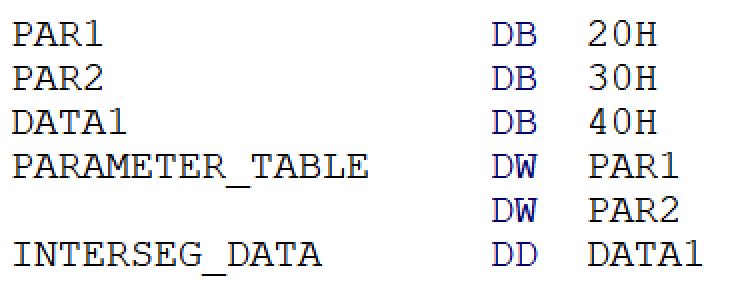 PAR1 DB 20H
PAR2 DB 30H
DATA1 DB 40H
PARAMETER_TABLE DW PAR1
DW PAR2
INTERSEG_DATA DD DATA1